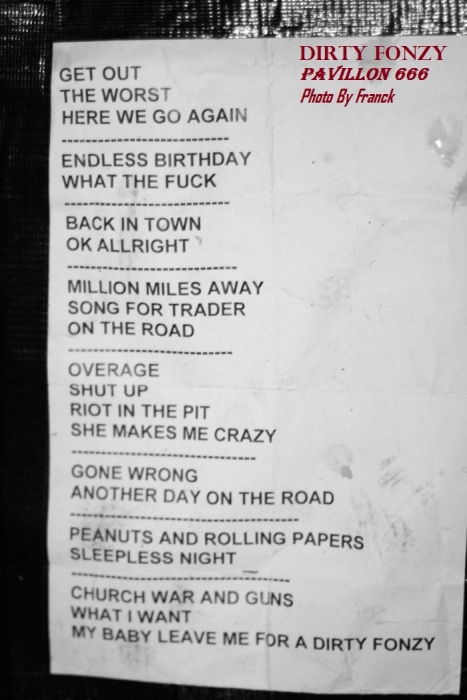 DIRTY FONZY
PAVILLON 666
Photo By Franck
GET OUT
THE WORST
HERE WE GO AGAIN
--------------------------
ENDLESS BIRTHDAY
WHAT THE FUCK
--------------------------
BACK IN TOWN
OK ALLRIGHT
--------------------------
MILLION MILES AWAY
SONG FOR TRADER
ON THE ROAD
--------------------------
OVERAGE
SHUT UP
RIOT IN THE PIT
SHE MAKES ME CRAZY
-----------------------------
GONE WRONG
ANOTHER DAY ON THE ROAD
------------------------------------
PEANUTS AND ROLLING PAPERS
SLEEPLESS NIGHT
----------------------------------
CHURCH WAR AND GUNS
WHAT I WANT
MY BABY LEAVE ME FOR A DIRTY FONZY